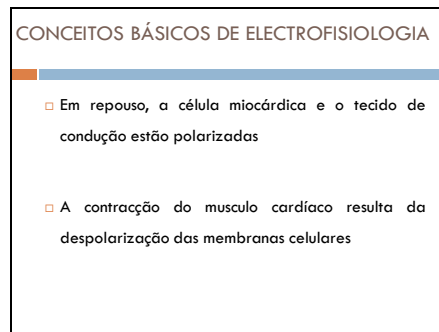 CONCEITOS BÁSICOS DE ELECTROFISIOLOGIA
Em repouso, a célula miocárdica e o tecido de
condução estão polarizadas
A contracção do musculo cardíaco resulta da
despolarização das membranas celulares